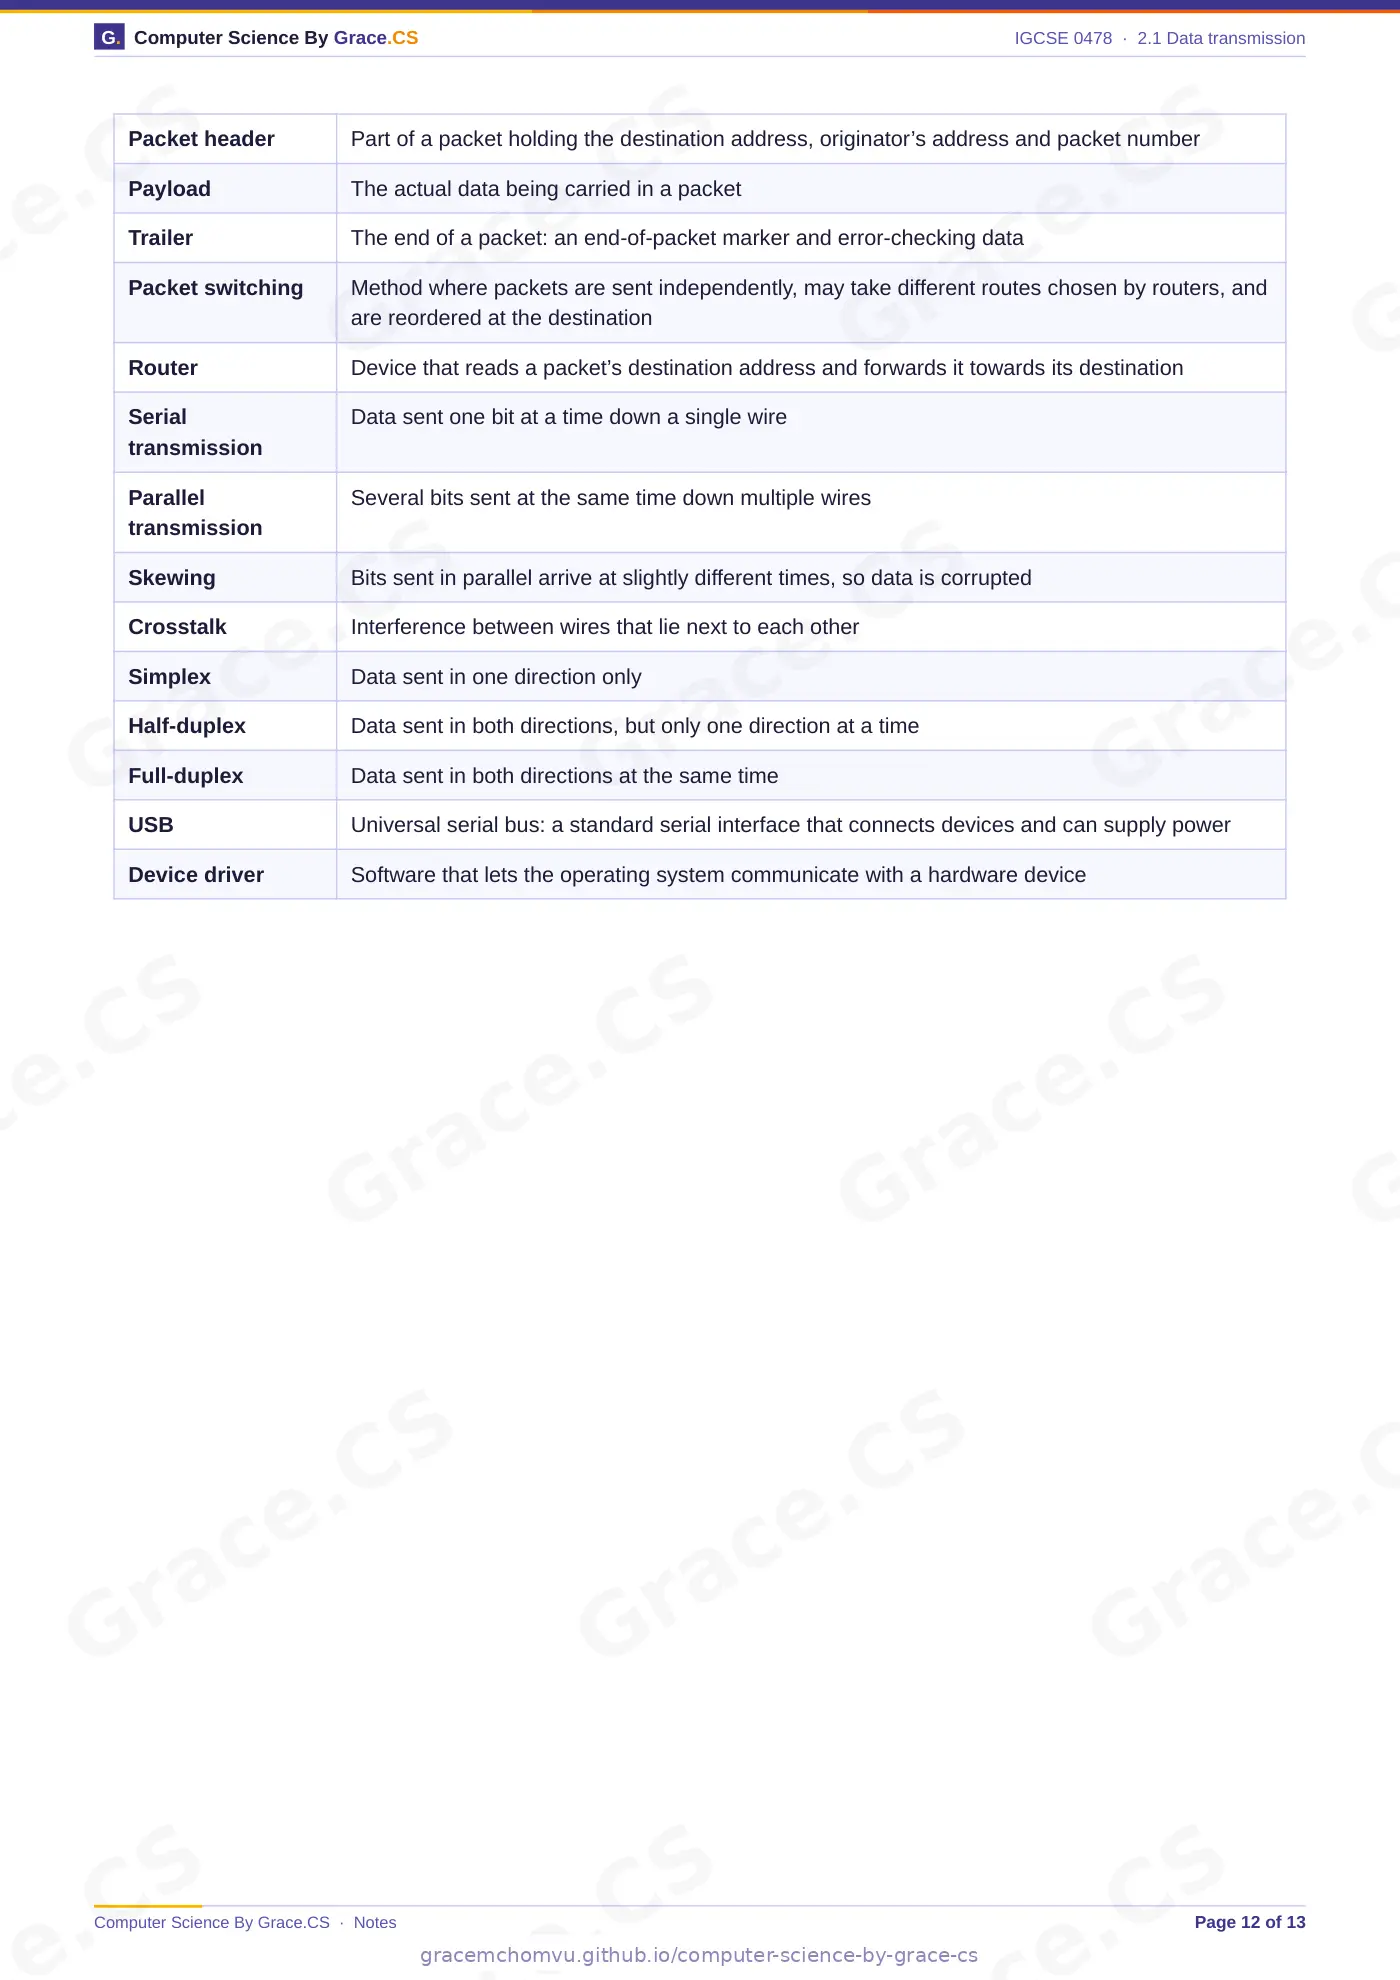 G. Computer Science By Grace.CS
IGCSE 0478 · 2.1 Data transmission
Packet header
Part of a packet holding the destination address, originator’s address and packet number
Payload
The actual data being carried in a packet
Trailer
The end of a packet: an end-of-packet marker and error-checking data
Packet switching
Method where packets are sent independently, may take different routes chosen by routers, and
are reordered at the destination
Router
Device that reads a packet’s destination address and forwards it towards its destination
Serial
transmission
Data sent one bit at a time down a single wire
Parallel
transmission
Several bits sent at the same time down multiple wires
Skewing
Bits sent in parallel arrive at slightly different times, so data is corrupted
Crosstalk
Interference between wires that lie next to each other
Simplex
Data sent in one direction only
Half-duplex
Data sent in both directions, but only one direction at a time
Full-duplex
Data sent in both directions at the same time
USB
Universal serial bus: a standard serial interface that connects devices and can supply power
Device driver
Software that lets the operating system communicate with a hardware device
Computer Science By Grace.CS · Notes
Page 12 of 13
gracemchomvu.github.io/computer-science-by-grace-cs